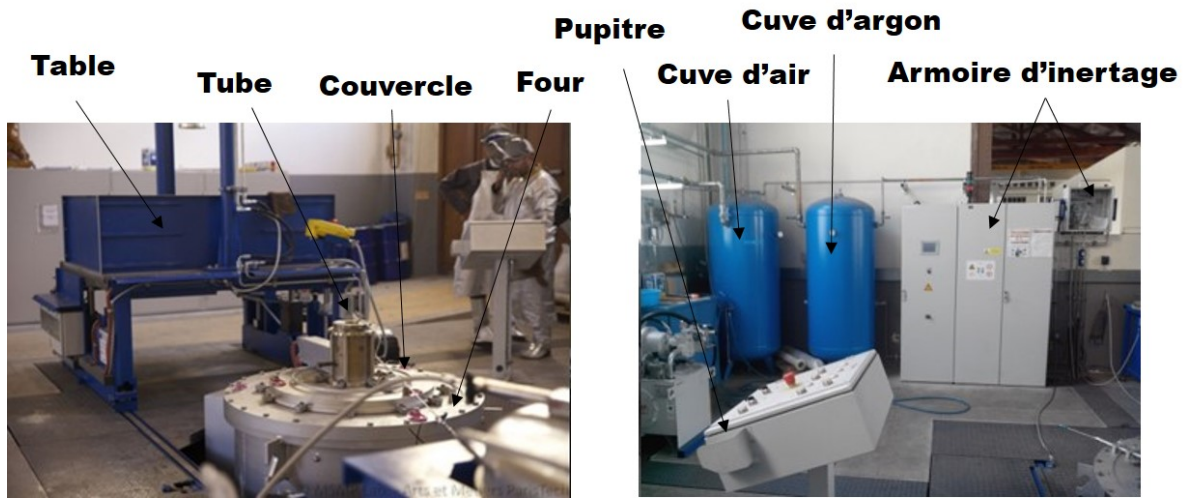 Table
Tube
Couvercle
Four
Pupitre
Cuve d'argon
Cuve d'air
Armoire d'inertage